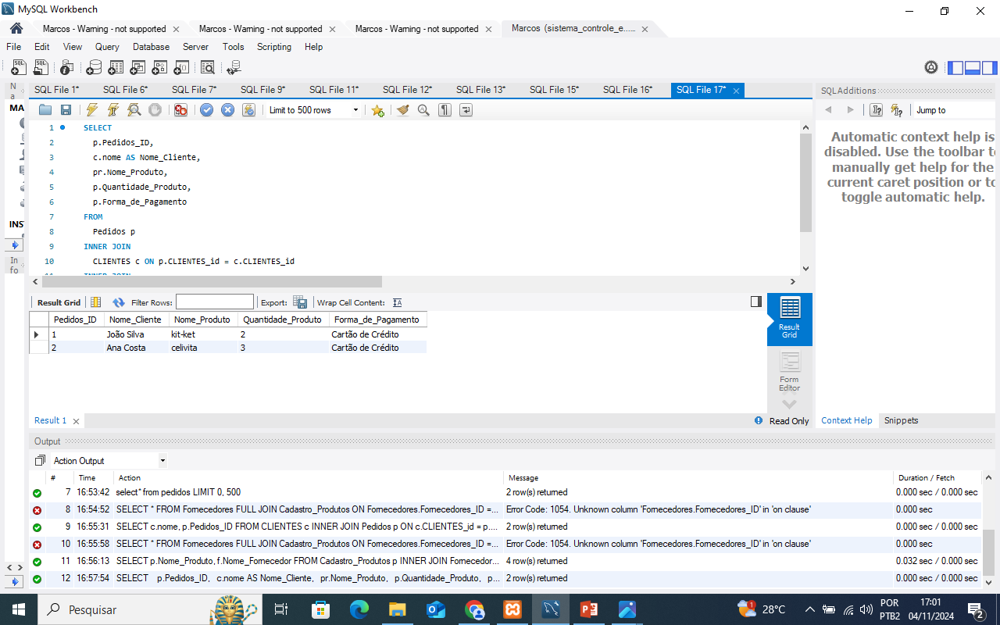 MySQL Workbench
Marcos - Warning - not supported
Marcos - Warning - not supported
Marcos - Warning - not supported
Marcos (sistema_controle_e......
File Edit View Query Database Server Tools Scripting Help
N
a
MA
INS
In
fo
SQL File 1* SQL File 6* SQL File 7* SQL File 9* SQL File 11* SQL File 12* SQL File 13* SQL File 15* SQL File 16* SQL File 17*
Limit to 500 rows
1 SELECT
2 p.Pedidos_ID,
3 c.nome AS Nome_Cliente,
4 pr.Nome_Produto,
5 p.Quantidade_Produto,
6 p.Forma_de_Pagamento
7 FROM
8 Pedidos p
9 INNER JOIN
10 CLIENTES c ON p.CLIENTES_id = c.CLIENTES_id
11 INNER JOIN
SQLAdditions
Jump to
Automatic context help is
disabled. Use the toolbar to
manually get help for the
current caret position or to
toggle automatic help.
Context Help Snippets
Result Grid Filter Rows: Export: Wrap Cell Content:
Pedidos_ID Nome_Cliente Nome_Produto Quantidade_Produto Forma_de_Pagamento
1 João Silva kit-ket 2 Cartão de Crédito
2 Ana Costa celivita 3 Cartão de Crédito
Result
Grid
Form
Editor
Result 1
Read Only
Output
Action Output
# Time Action Message Duration / Fetch
7 16:53:42 select * from pedidos LIMIT 0, 500 2 row(s) returned 0.000 sec / 0.000 sec
8 16:54:52 SELECT * FROM Fornecedores FULL JOIN Cadastro_Produtos ON Fornecedores.Fornecedores_ID =... Error Code: 1054. Unknown column 'Fornecedores.Fornecedores_ID' in 'on clause' 0.000 sec
9 16:55:31 SELECT c.nome, p.Pedidos_ID FROM CLIENTES c INNER JOIN Pedidos p ON c.CLIENTES_id = p.... 2 row(s) returned 0.000 sec / 0.000 sec
10 16:55:58 SELECT * FROM Fornecedores FULL JOIN Cadastro_Produtos ON Fornecedores.Fornecedores_ID =... Error Code: 1054. Unknown column 'Fornecedores.Fornecedores_ID' in 'on clause' 0.000 sec
11 16:56:13 SELECT p.Nome_Produto, f.Nome_Fornecedor FROM Cadastro_Produtos p INNER JOIN Fornecedor... 4 row(s) returned 0.032 sec / 0.000 sec
12 16:57:54 SELECT p.Pedidos_ID, c.nome AS Nome_Cliente, pr.Nome_Produto, p.Quantidade_Produto, p... 2 row(s) returned 0.000 sec / 0.000 sec
Pesquisar
1
28°C
POR
PTB2
17:01
04/11/2024
2